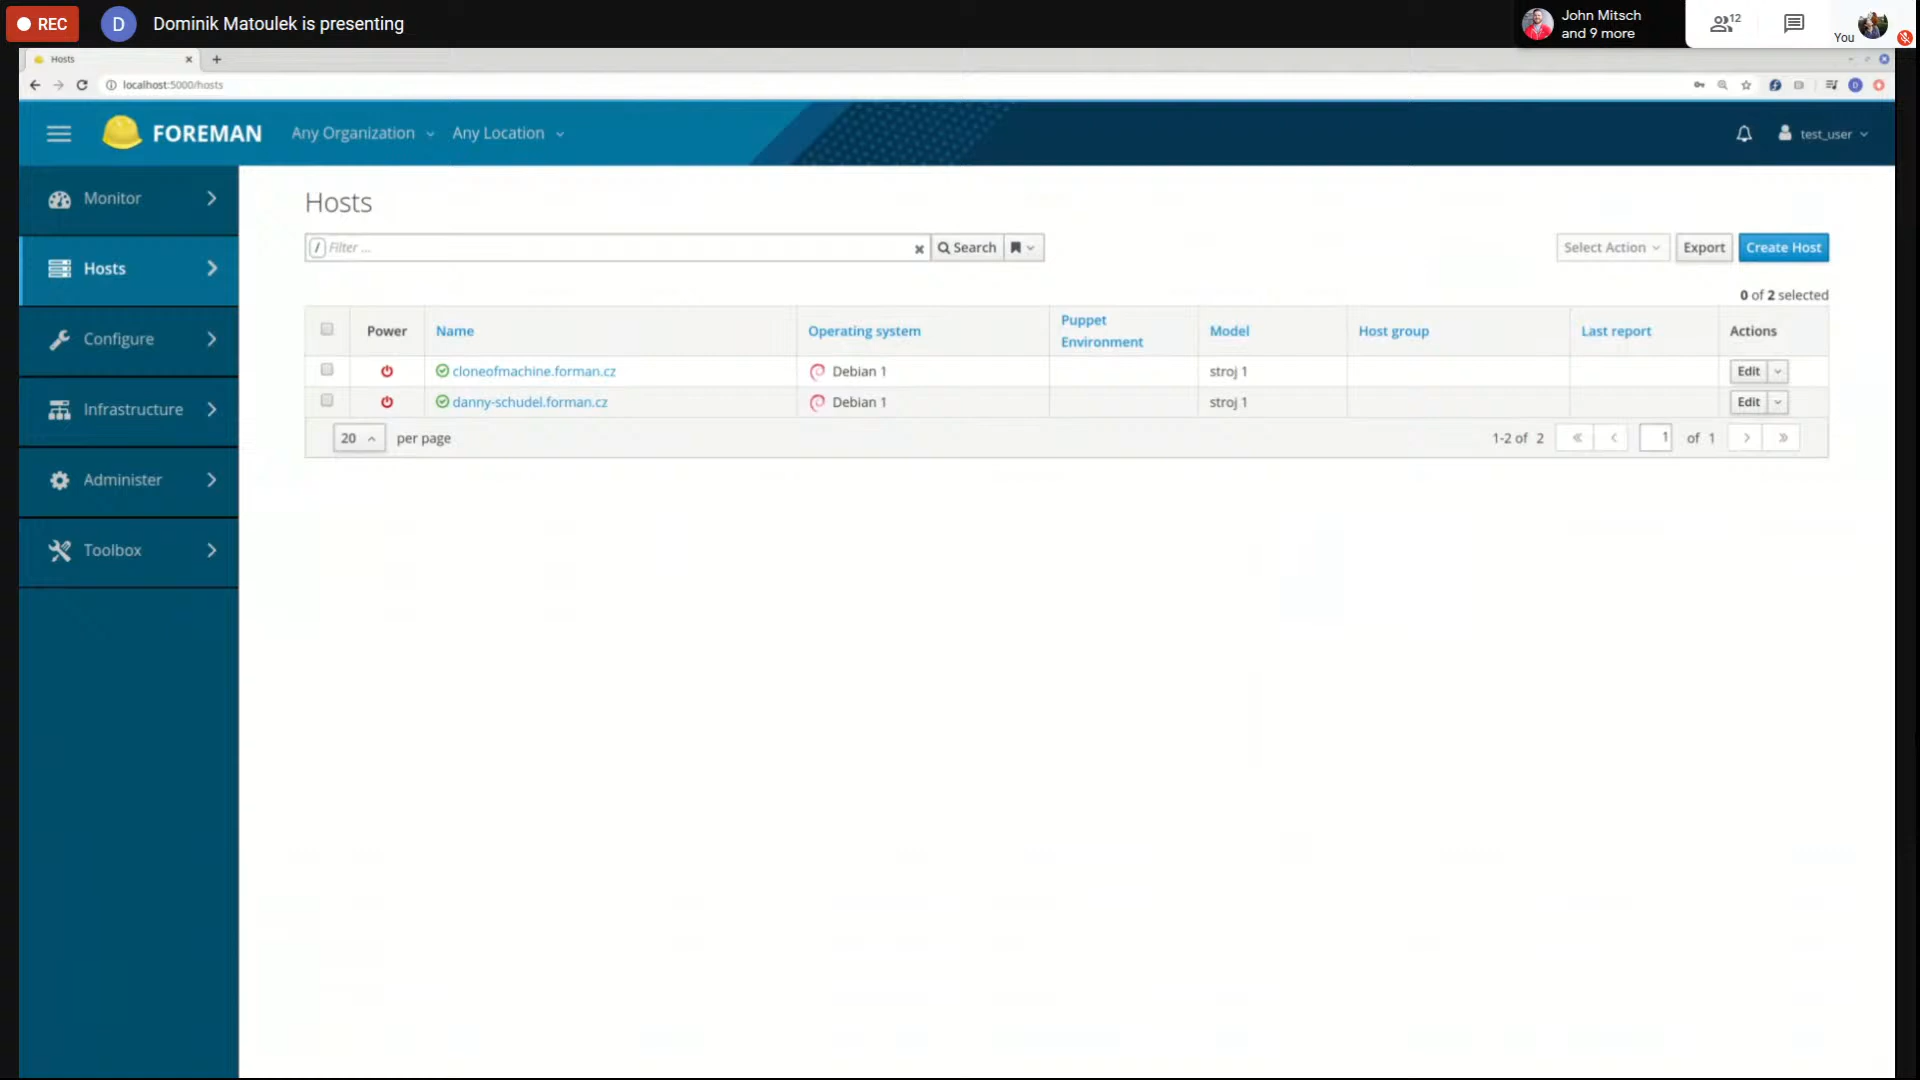 REC
D
Dominik Matoulek is presenting
John Mitsch
and 9 more
12
You
Hosts
localhost:5000/hosts
D
FOREMAN
Any Organization
Any Location
test_user
Monitor
Hosts
Configure
Infrastructure
Administer
Toolbox
Hosts
/ Filter ...
Search
Select Action
Export
Create Host
0 of 2 selected
Power
Name
Operating system
Puppet
Environment
Model
Host group
Last report
Actions
cloneofmachine.forman.cz Debian 1 stroj 1 Edit
danny-schudel.forman.cz Debian 1 stroj 1 Edit
20 per page
1-2 of 2 « ‹ 1 of 1 › »